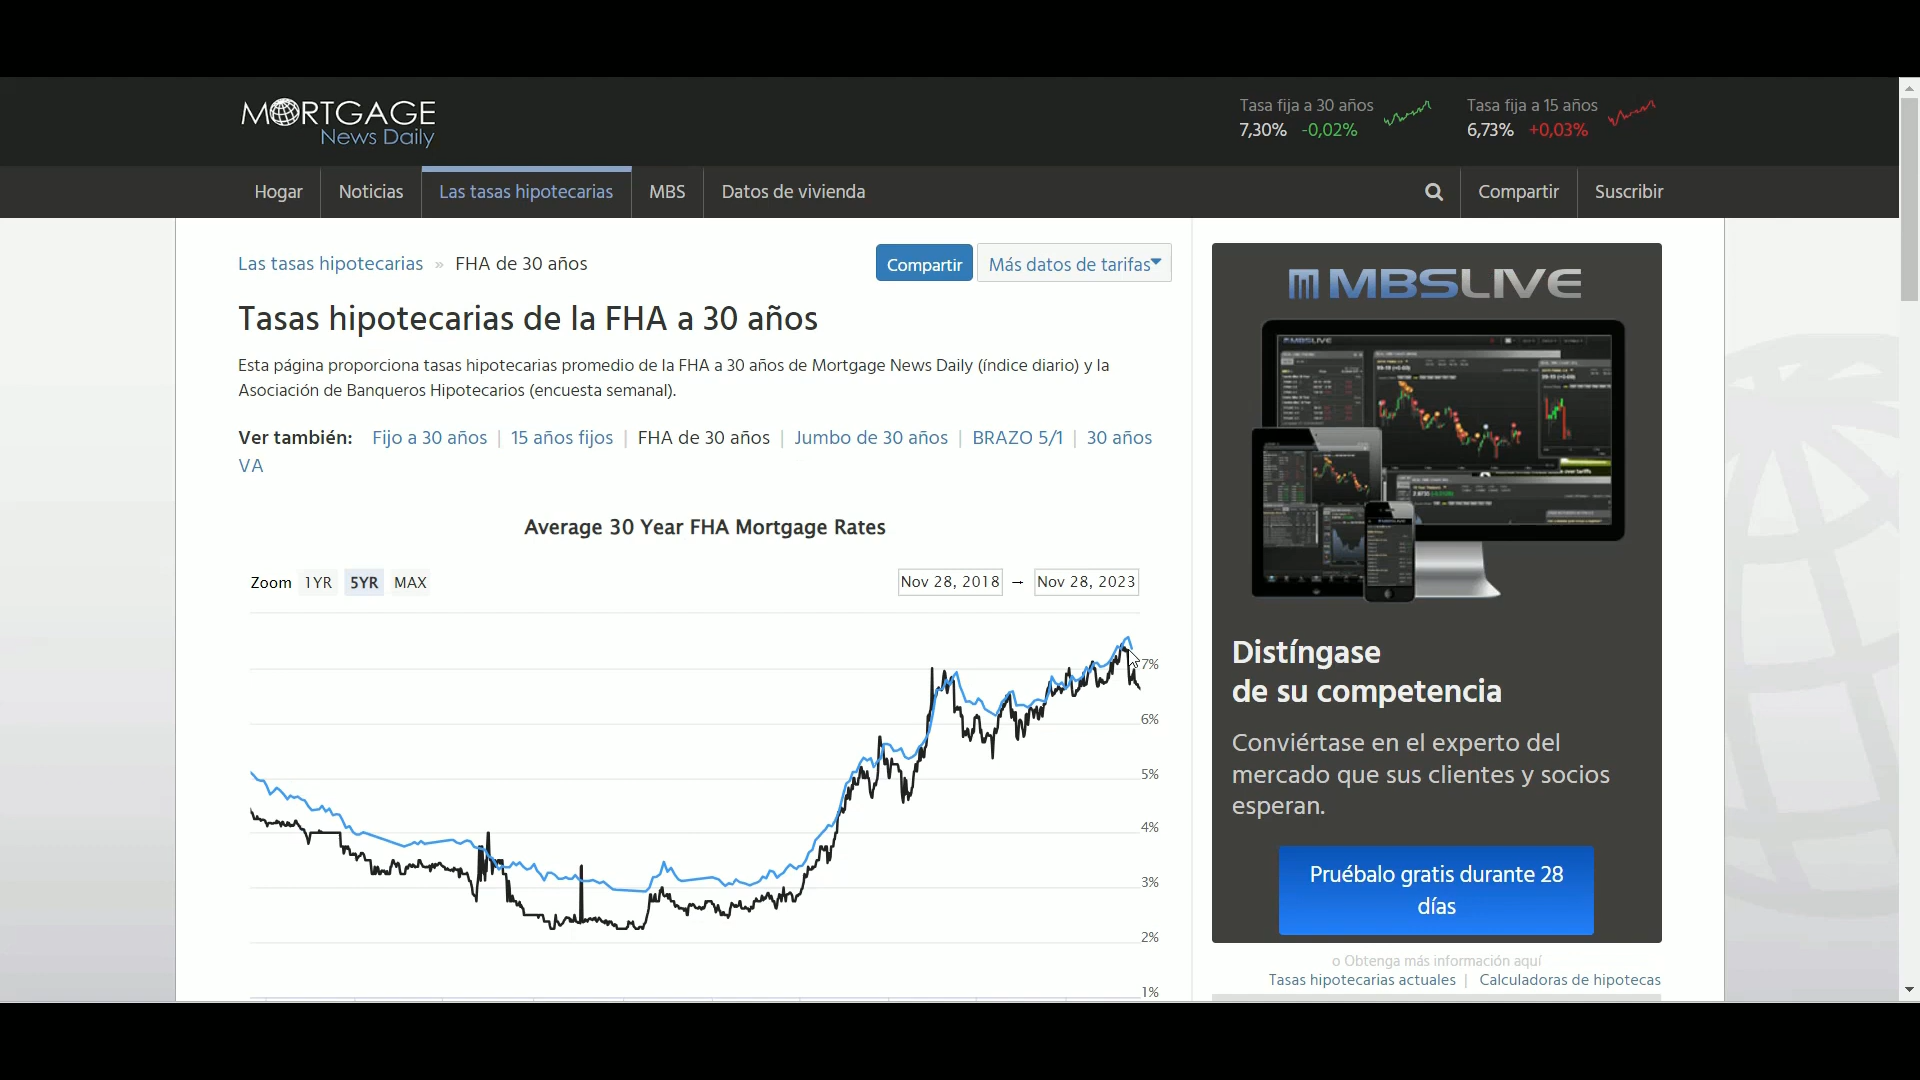 MORTGAGE
News Daily
Tasa fija a 30 años
7,30% -0,02%
Tasa fija a 15 años
6,73% +0,03%
Hogar
Noticias
Las tasas hipotecarias
MBS
Datos de vivienda
Compartir
Suscribir
Las tasas hipotecarias » FHA de 30 años
Compartir
Más datos de tarifas
Tasas hipotecarias de la FHA a 30 años
Esta página proporciona tasas hipotecarias promedio de la FHA a 30 años de Mortgage News Daily (índice diario) y la
Asociación de Banqueros Hipotecarios (encuesta semanal).
Ver también: Fijo a 30 años | 15 años fijos | FHA de 30 años | Jumbo de 30 años | BRAZO 5/1 | 30 años
VA
Average 30 Year FHA Mortgage Rates
Zoom 1YR 5YR MAX
Nov 28, 2018 → Nov 28, 2023
7%
6%
5%
4%
3%
2%
1%
MBSLIVE
Distíngase
de su competencia
Conviértase en el experto del
mercado que sus clientes y socios
esperan.
Pruébalo gratis durante 28
días
o Obtenga más información aquí
Tasas hipotecarias actuales | Calculadoras de hipotecas